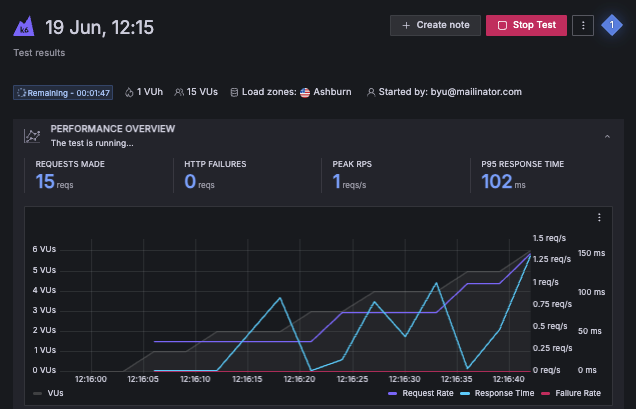 k6
19 Jun, 12:15
+ Create note
Stop Test
1
Test results
Remaining - 00:01:47
1 VUh
15 VUs
Load zones: Ashburn
Started by: byu@mailinator.com
PERFORMANCE OVERVIEW
The test is running...
REQUESTS MADE
15 reqs
HTTP FAILURES
0 reqs
PEAK RPS
1 reqs/s
P95 RESPONSE TIME
102 ms
6 VUs
5 VUs
4 VUs
3 VUs
2 VUs
1 VUs
0 VUs
1.5 req/s
1.25 req/s
1 req/s
0.75 req/s
0.5 req/s
0.25 req/s
0 req/s
150 ms
100 ms
50 ms
0 ms
12:16:00 12:16:05 12:16:10 12:16:15 12:16:20 12:16:25 12:16:30 12:16:35 12:16:40
VUs
Request Rate
Response Time
Failure Rate